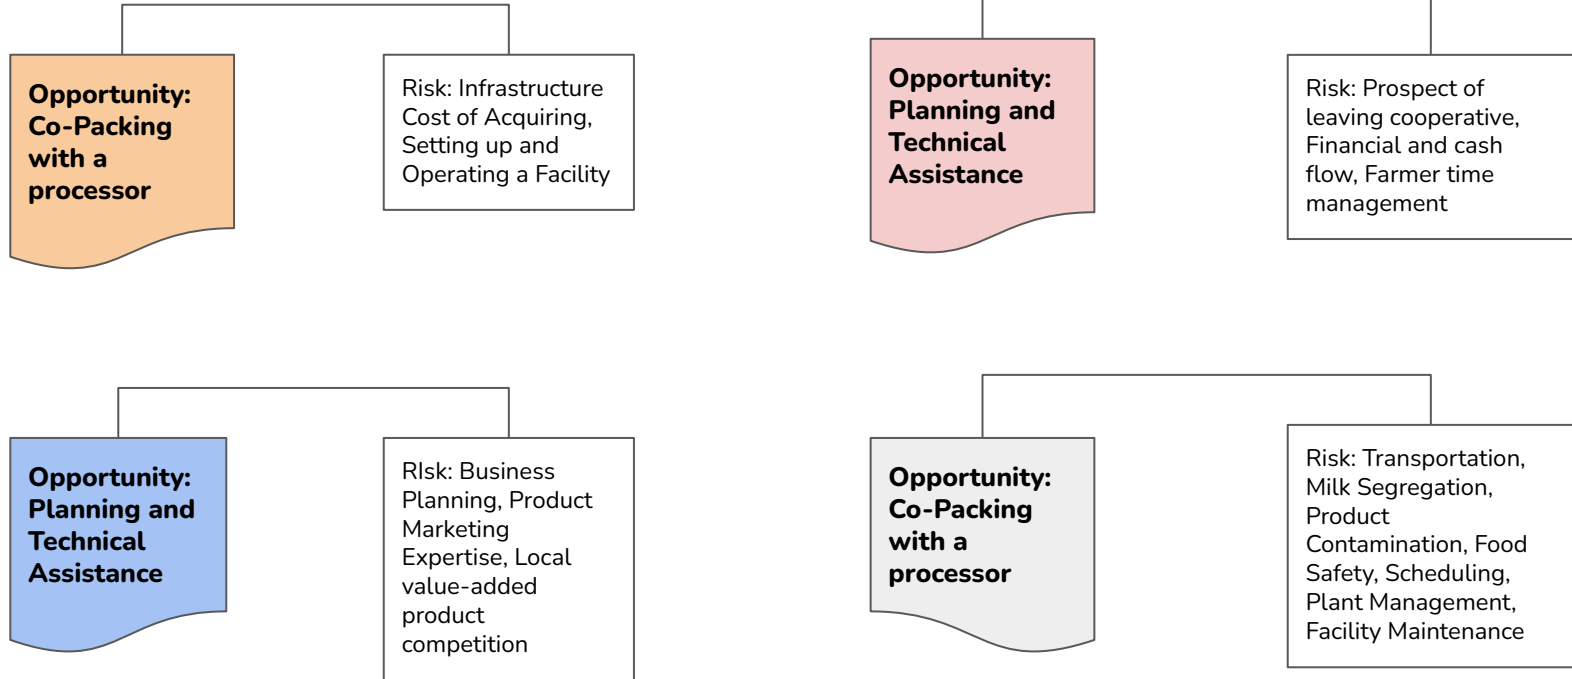 Opportunity:
Co-Packing
with a
processor
Risk: Infrastructure
Cost of Acquiring,
Setting up and
Operating a Facility
Opportunity:
Planning and
Technical
Assistance
Risk: Prospect of
leaving cooperative,
Financial and cash
flow, Farmer time
management
Opportunity:
Planning and
Technical
Assistance
RIsk: Business
Planning, Product
Marketing
Expertise, Local
value-added
product
competition
Opportunity:
Co-Packing
with a
processor
Risk: Transportation,
Milk Segregation,
Product
Contamination, Food
Safety, Scheduling,
Plant Management,
Facility Maintenance